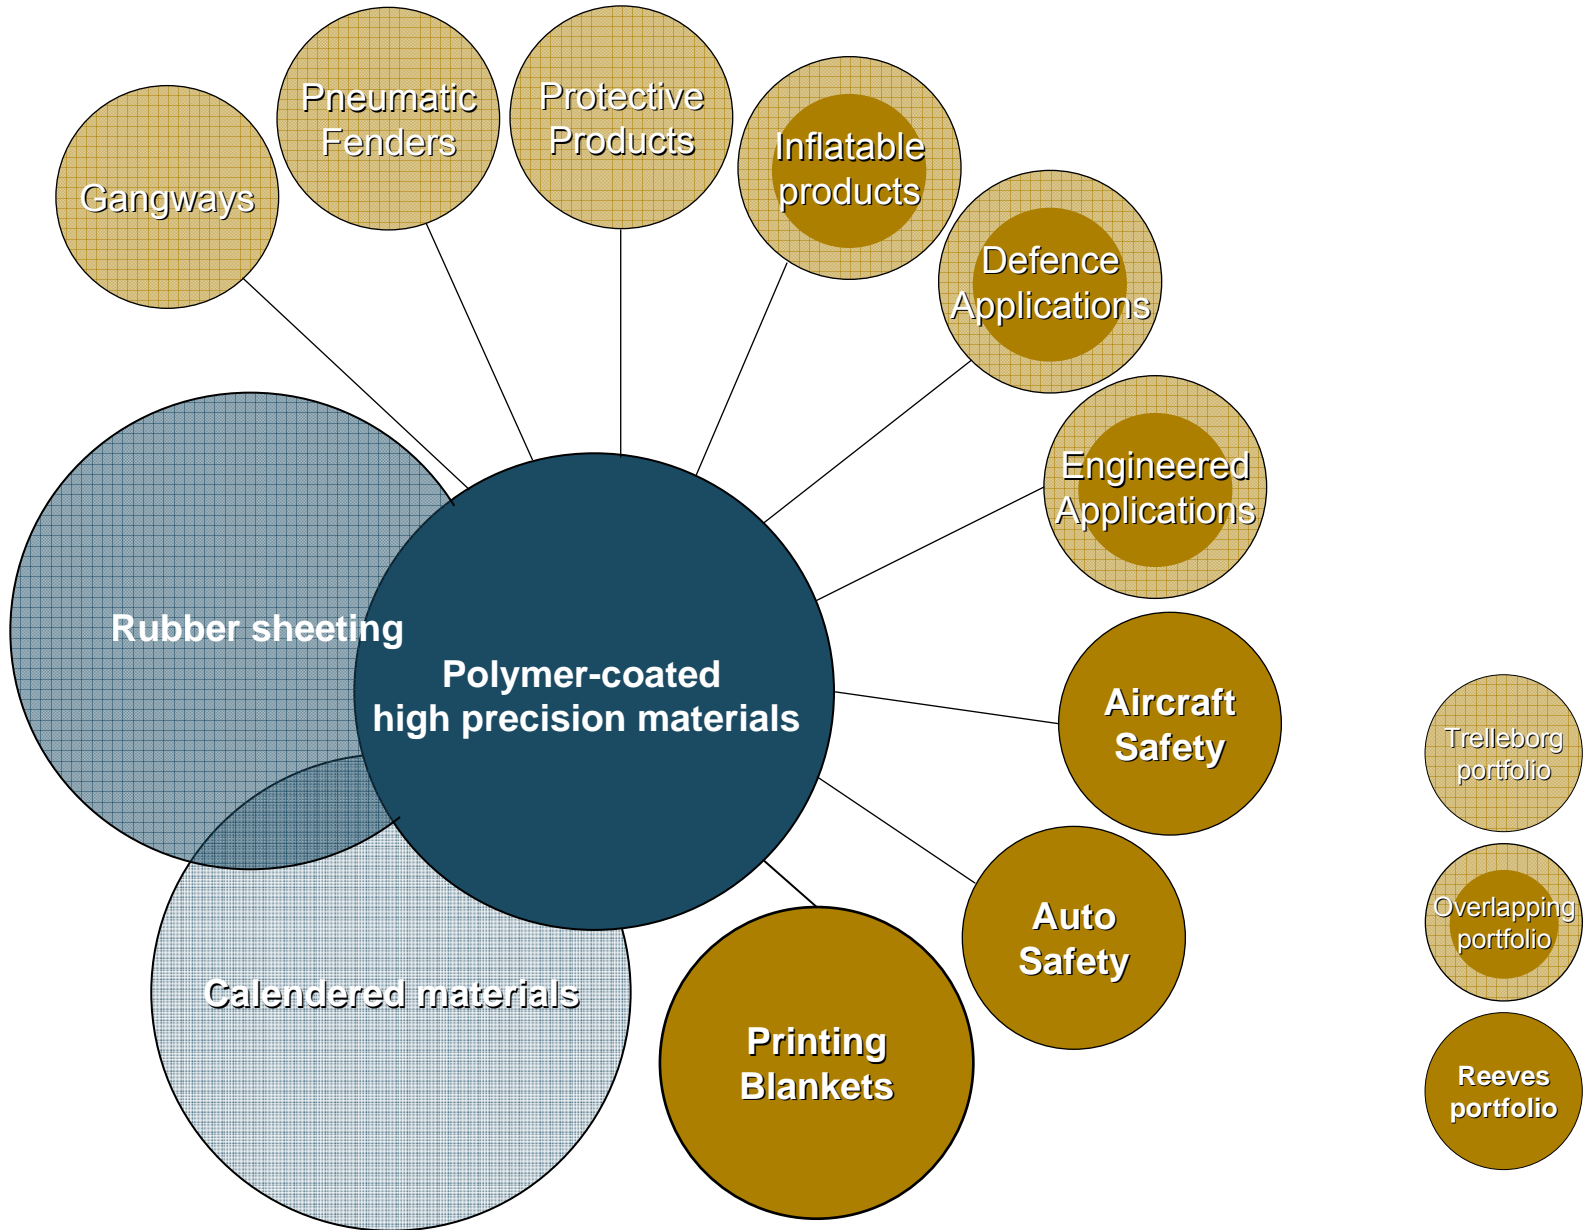 Gangways
Pneumatic
Fenders
Protective
Products
Inflatable
products
Defence
Applications
Engineered
Applications
Rubber sheeting
Polymer-coated
high precision materials
Aircraft
Safety
Auto
Safety
Calendered materials
Printing
Blankets
Trelleborg
portfolio
Overlapping
portfolio
Reeves
portfolio